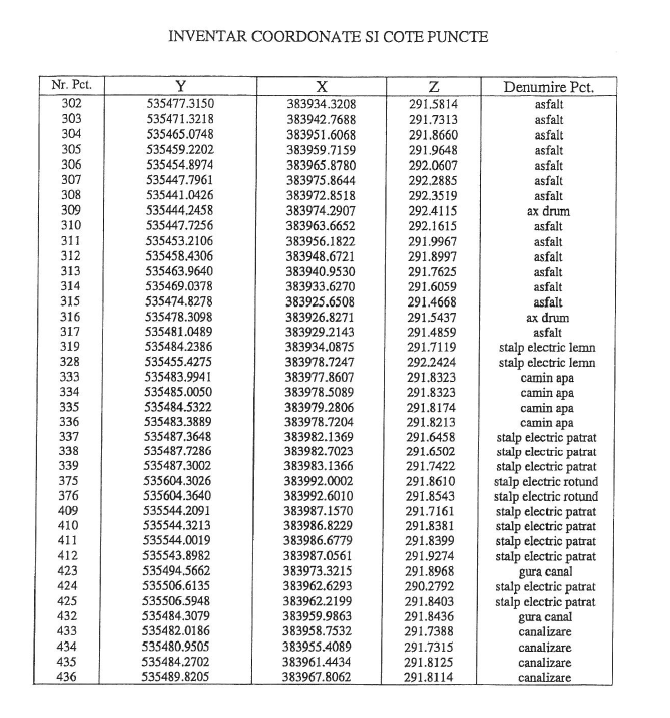 INVENTAR COORDONATE SI COTE PUNCTE
Nr. Pct. Y X Z Denumire Pct.
302 535477.3150 383934.3208 291.5814 asfalt
303 535471.3218 383942.7688 291.7313 asfalt
304 535465.0748 383951.6068 291.8660 asfalt
305 535459.2202 383959.7159 291.9648 asfalt
306 535454.8974 383965.8780 292.0607 asfalt
307 535447.7961 383975.8644 292.2885 asfalt
308 535441.0426 383972.8518 292.3519 asfalt
309 535444.2458 383974.2907 292.4115 ax drum
310 535447.7256 383963.6652 292.1615 asfalt
311 535453.2106 383956.1822 291.9967 asfalt
312 535458.4306 383948.6721 291.8997 asfalt
313 535463.9640 383940.9530 291.7625 asfalt
314 535469.0378 383933.6270 291.6059 asfalt
315 535474.8278 383925.6508 291.4668 asfalt
316 535478.3098 383926.8271 291.5437 ax drum
317 535481.0489 383929.2143 291.4859 asfalt
319 535484.2386 383934.0875 291.7119 stalp electric lemn
328 535455.4275 383978.7247 292.2424 stalp electric lemn
333 535483.9941 383977.8607 291.8323 camin apa
334 535485.0050 383978.5089 291.8323 camin apa
335 535484.5322 383979.2806 291.8174 camin apa
336 535483.3889 383978.7204 291.8213 camin apa
337 535487.3648 383982.1369 291.6458 stalp electric patrat
338 535487.7286 383982.7023 291.6502 stalp electric patrat
339 535487.3002 383983.1366 291.7422 stalp electric patrat
375 535604.3026 383992.0002 291.8610 stalp electric rotund
376 535604.3640 383992.6010 291.8543 stalp electric rotund
409 535544.2091 383987.1570 291.7161 stalp electric patrat
410 535544.3213 383986.8229 291.8381 stalp electric patrat
411 535544.0019 383986.6779 291.8399 stalp electric patrat
412 535543.8982 383987.0561 291.9274 stalp electric patrat
423 535494.5662 383973.3215 291.8968 gura canal
424 535506.6135 383962.6293 290.2792 stalp electric patrat
425 535506.5948 383962.2199 291.8403 stalp electric patrat
432 535484.3079 383959.9863 291.8436 gura canal
433 535482.0186 383958.7532 291.7388 canalizare
434 535480.9505 383955.4089 291.7315 canalizare
435 535484.2702 383961.4434 291.8125 canalizare
436 535489.8205 383967.8062 291.8114 canalizare